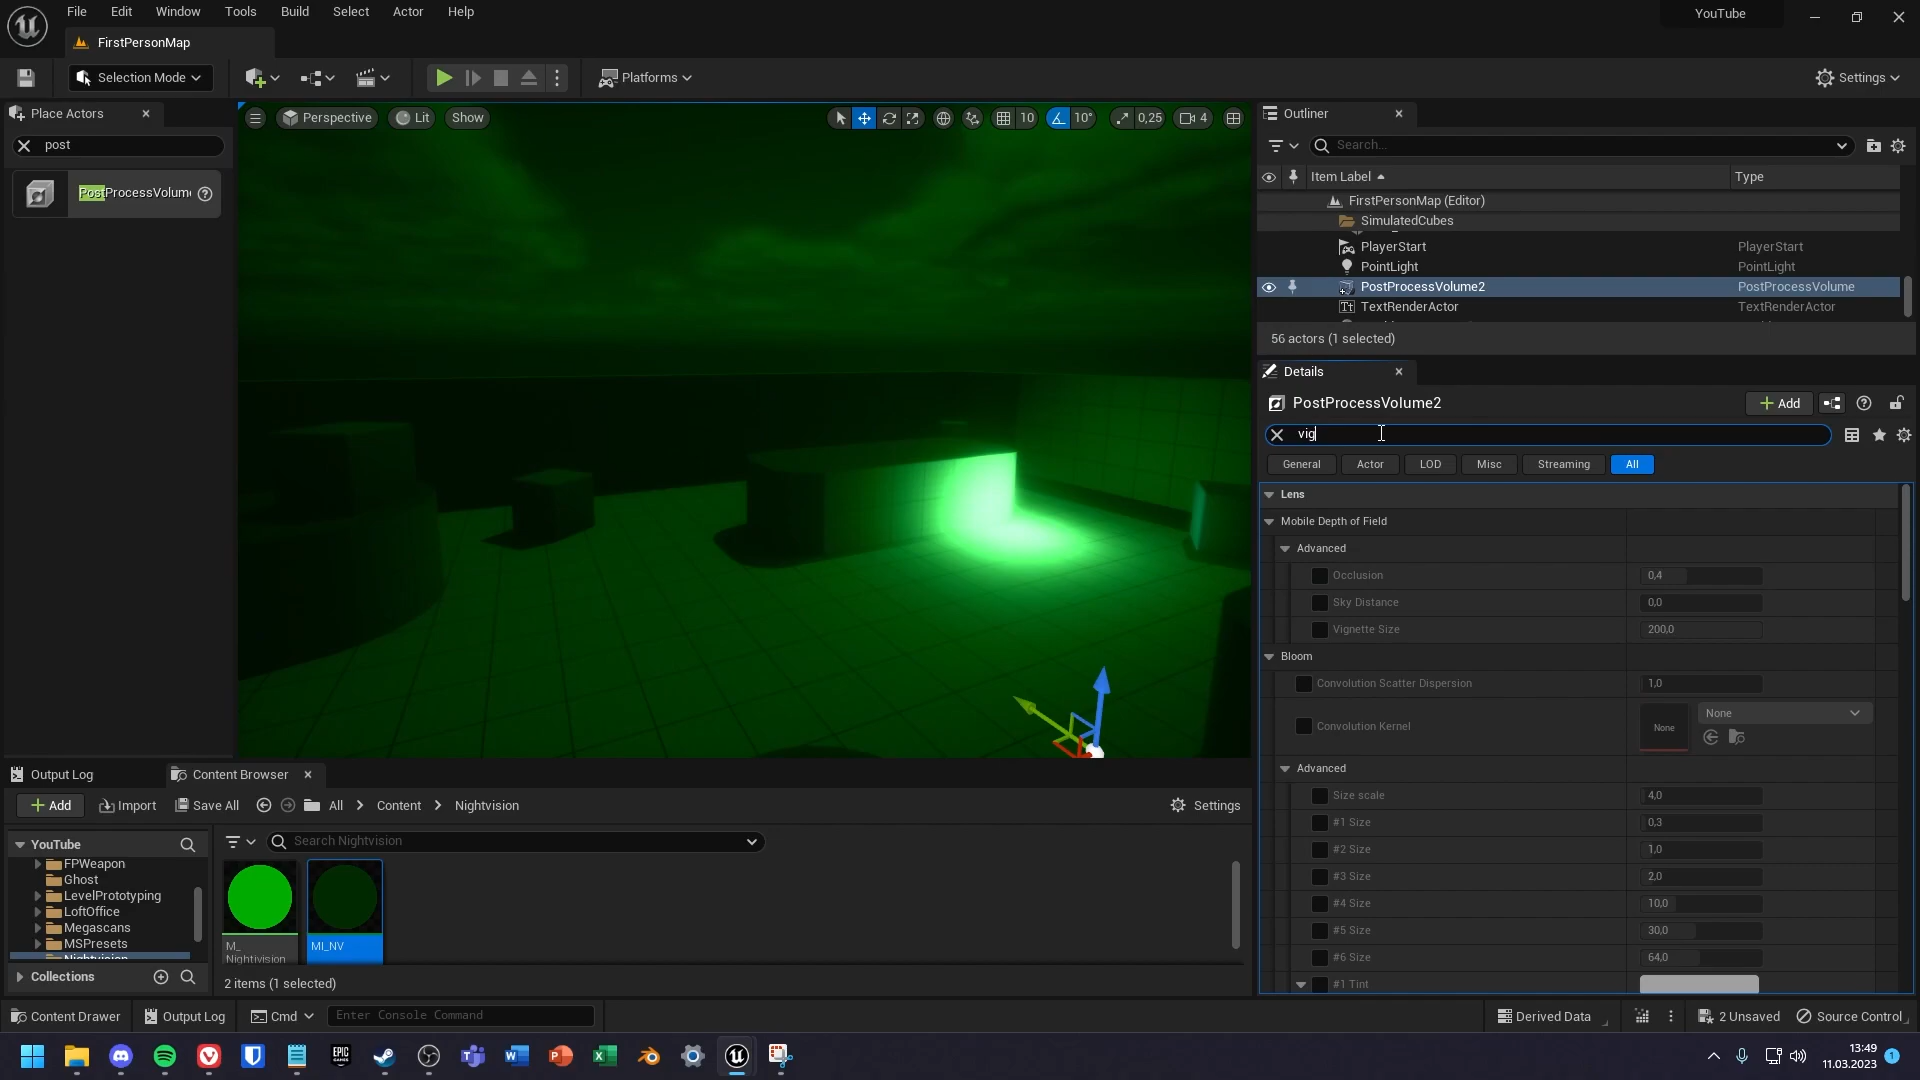 File Edit Window Tools Build Select Actor Help
YouTube
FirstPersonMap
Selection Mode
Platforms
Settings
Place Actors
post
PostProcessVolume
Perspective Lit Show
10 10° 0,25 4
Outliner
Search...
Item Label Type
FirstPersonMap (Editor)
SimulatedCubes
PlayerStart PlayerStart
PointLight PointLight
PostProcessVolume2 PostProcessVolume
TextRenderActor TextRenderActor
56 actors (1 selected)
Details
PostProcessVolume2
Add
vig
General Actor LOD Misc Streaming All
Lens
Mobile Depth of Field
Advanced
Occlusion 0,4
Sky Distance 0,0
Vignette Size 200,0
Bloom
Convolution Scatter Dispersion 1,0
Convolution Kernel None None
Advanced
Size scale 4,0
#1 Size 0,3
#2 Size 1,0
#3 Size 2,0
#4 Size 10,0
#5 Size 30,0
#6 Size 64,0
#1 Tint
Output Log Content Browser
Add Import Save All All Content Nightvision Settings
YouTube
Search Nightvision
FPWeapon
Ghost
LevelPrototyping
LoftOffice
Megascans
MSPresets
Nightvision
Collections
M_
Nightvision
MI_NV
2 items (1 selected)
Content Drawer Output Log Cmd Enter Console Command Derived Data 2 Unsaved Source Control
EPIC
GAMES
13:49
11.03.2023
1